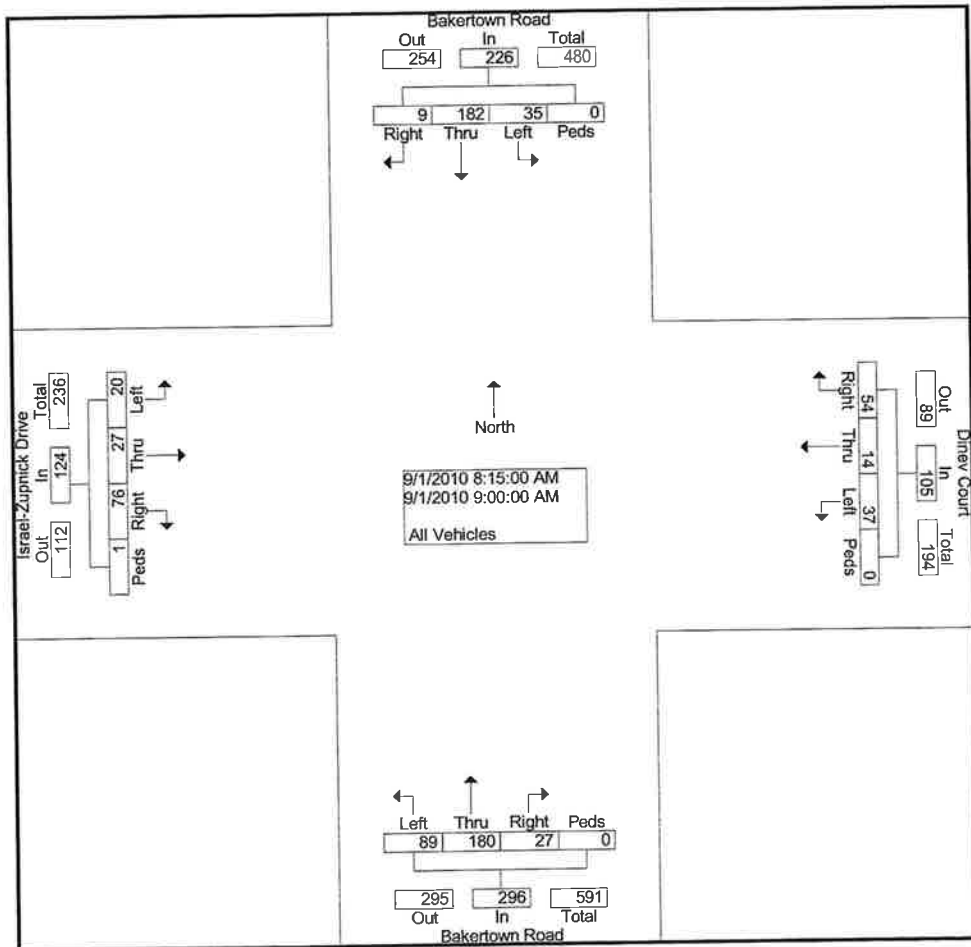 Bakertown Road
Out In Total
254 226 480
9 182 35 0
Right Thru Left Peds
Israel-Zupnick Drive
Total In Out
236 124 112
20 27 76 1
Left Thru Right Peds
North
9/1/2010 8:15:00 AM
9/1/2010 9:00:00 AM
All Vehicles
Right Thru Left Peds
54 14 37 0
Out In Total
89 105 194
Dinev Court
Left Thru Right Peds
89 180 27 0
295 296 591
Out In Total
Bakertown Road